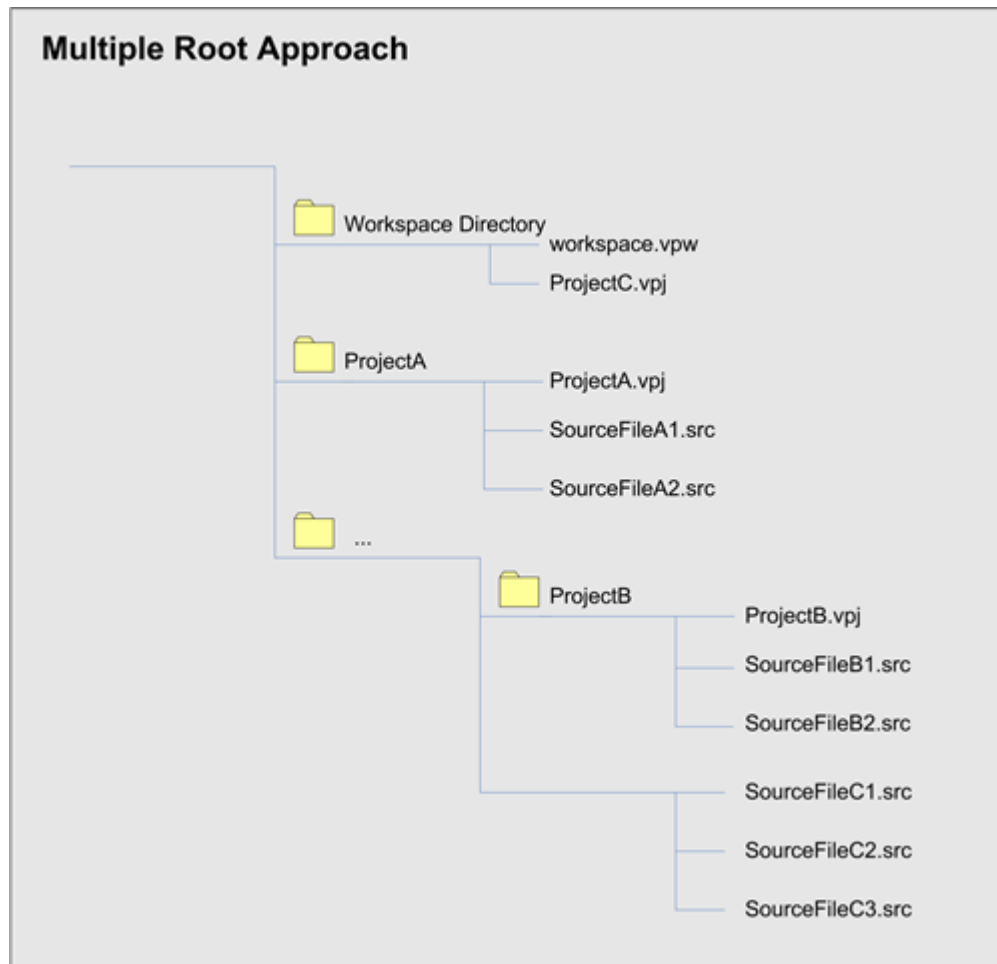 Multiple Root Approach
Workspace Directory
workspace.vpw
ProjectC.vpj
ProjectA
ProjectA.vpj
SourceFileA1.src
SourceFileA2.src
...
ProjectB
ProjectB.vpj
SourceFileB1.src
SourceFileB2.src
SourceFileC1.src
SourceFileC2.src
SourceFileC3.src